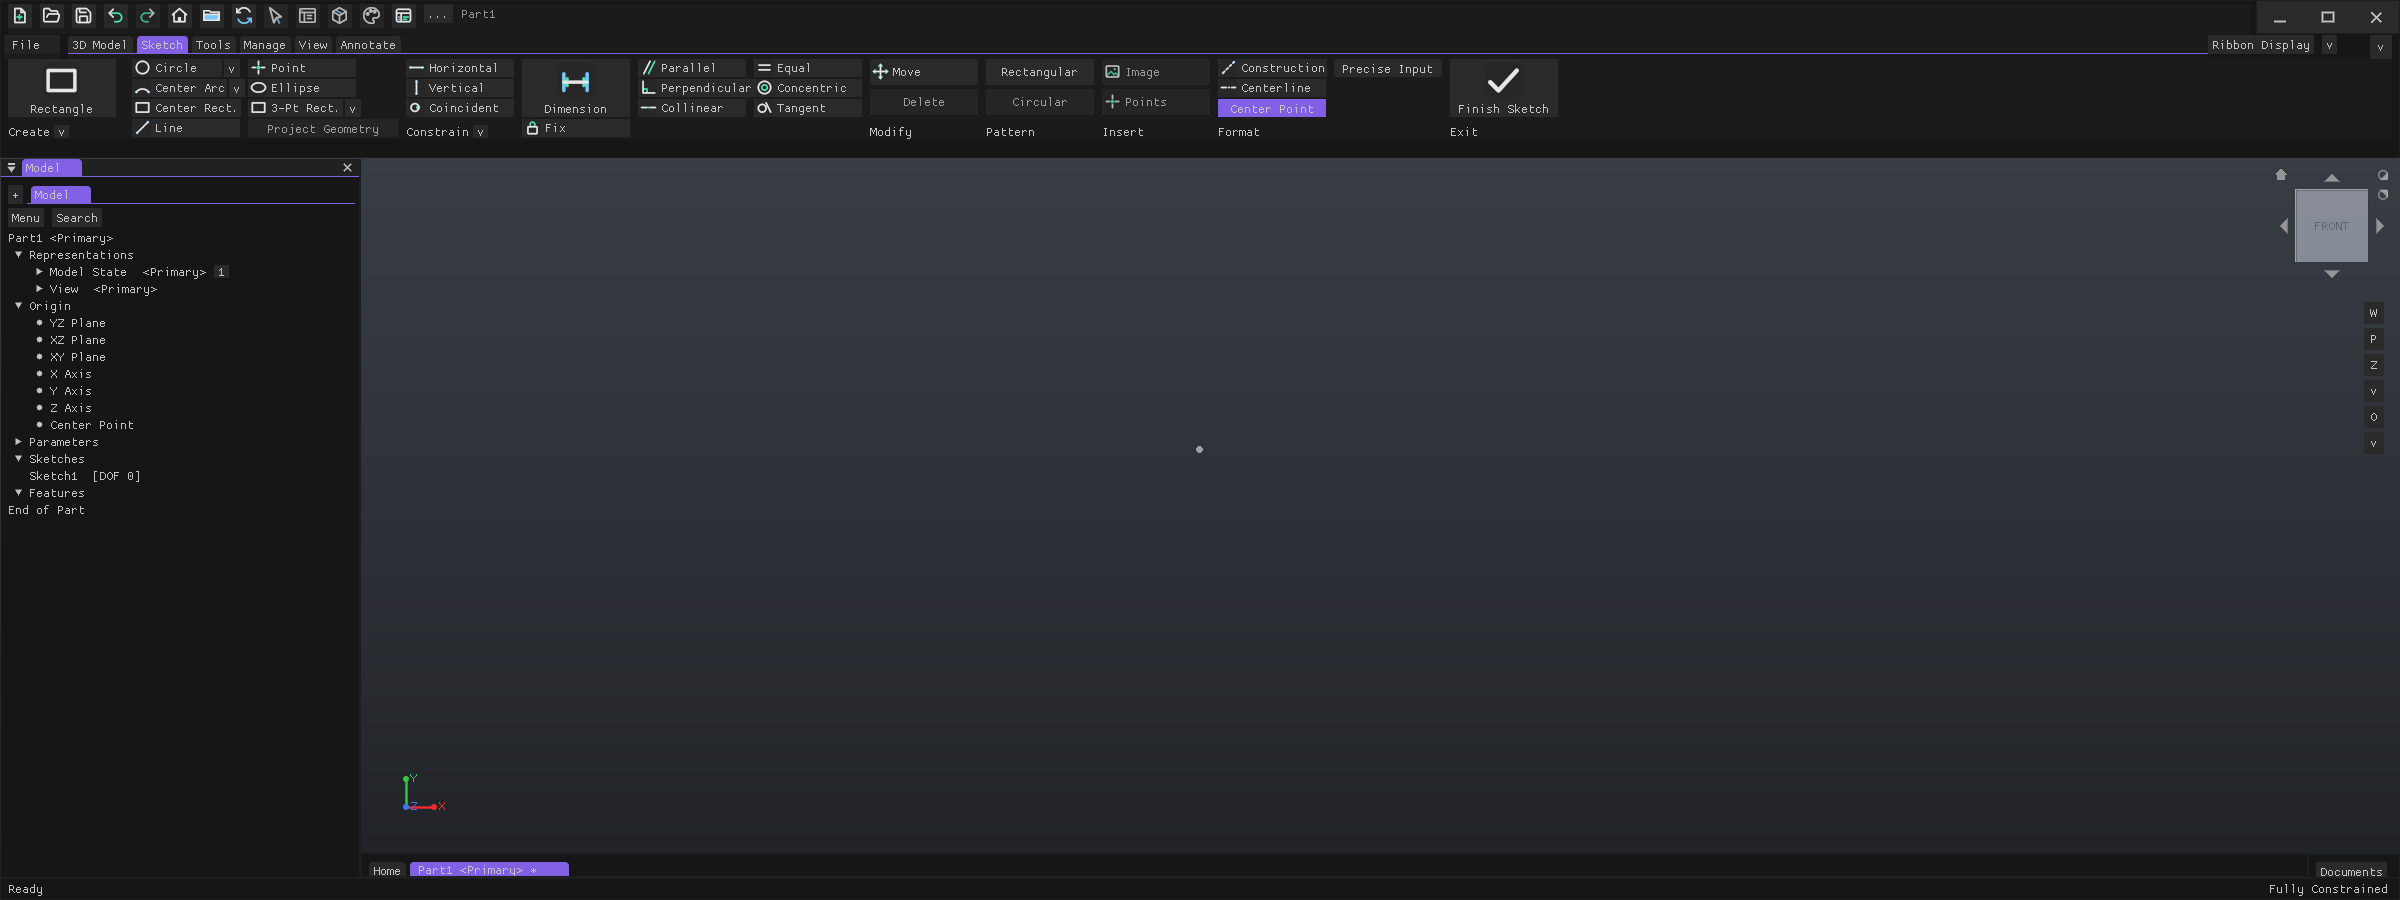 ... Part1
File 3D Model Sketch Tools Manage View Annotate Ribbon Display v v
Circle v Point Horizontal Parallel Equal Move Rectangular Image Construction Precise Input
Center Arc v Ellipse Vertical Perpendicular Concentric Centerline
Rectangle Center Rect. 3-Pt Rect. v Coincident Dimension Collinear Tangent Delete Circular Points Center Point Finish Sketch
Create v Line Project Geometry Constrain v Fix Modify Pattern Insert Format Exit
Model
+ Model
Menu Search
Part1 <Primary>
Representations
Model State <Primary> 1
View <Primary>
Origin
YZ Plane
XZ Plane
XY Plane
X Axis
Y Axis
Z Axis
Center Point
Parameters
Sketches
Sketch1 [DOF 0]
Features
End of Part
FRONT
W
P
Z
v
O
v
Y
Z X
Home Part1 <Primary> * Documents
Ready Fully Constrained